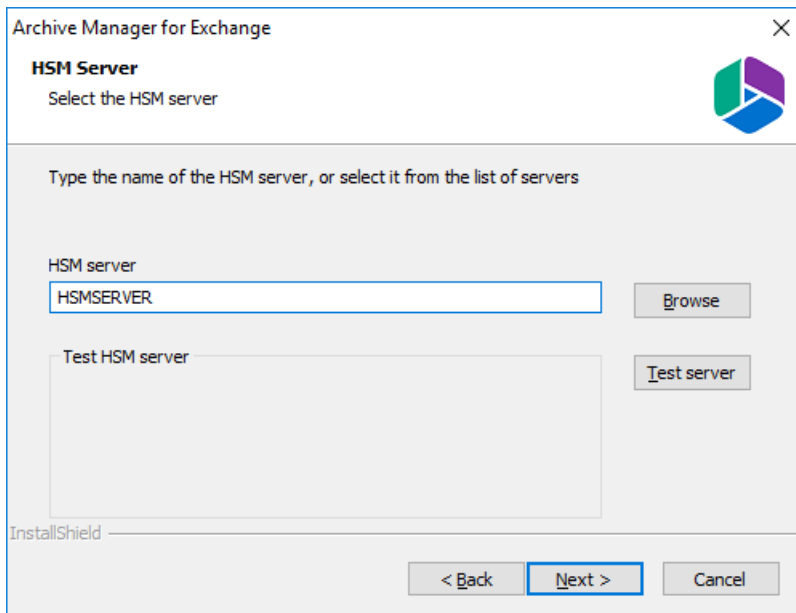 Archive Manager for Exchange
HSM Server
Select the HSM server
Type the name of the HSM server, or select it from the list of servers
HSM server
HSMSERVER
Browse
Test HSM server
Test server
InstallShield
< Back
Next >
Cancel